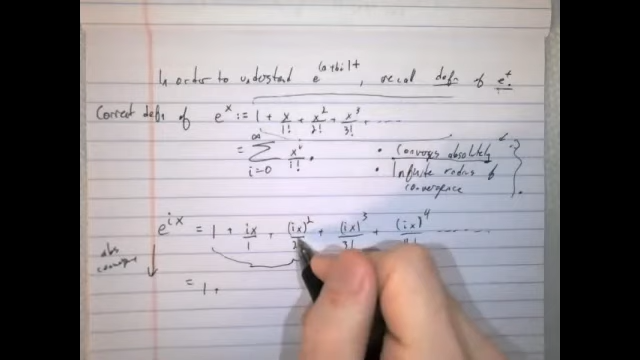 In order to understand e^{(a+bi)t}, recall defn of e^t.
Correct defn of e^x := 1 + x/1! + x²/2! + x³/3! + ....
= ∑_{i=0}^{∞} x^i/i! .
• Converges absolutely
• Infinite radius of
convergence
e^{ix} = 1 + ix/1 + (ix)²/2! + (ix)³/3! + (ix)⁴/4! ........
abs
= 1 +